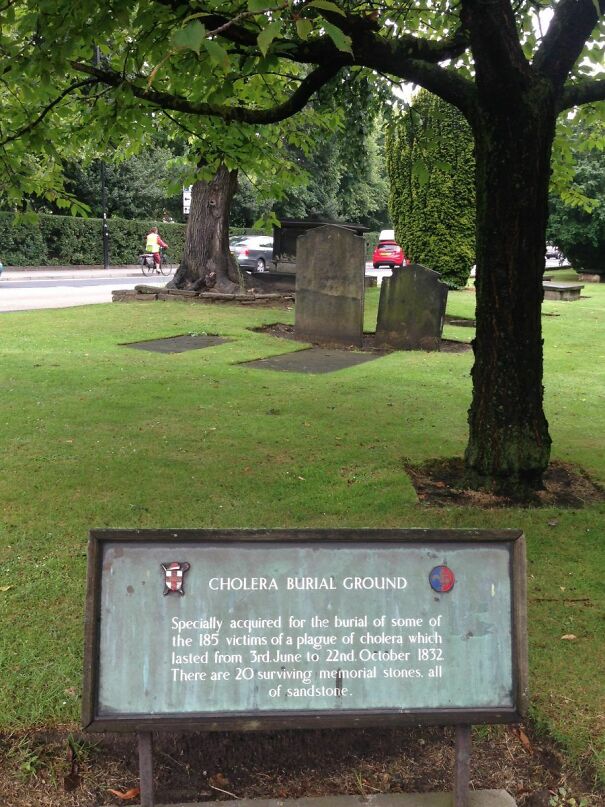 CHOLERA BURIAL GROUND
Specially acquired for the burial of some of
the 185 victims of a plague of cholera which
lasted from 3rd.June to 22nd.October 1832.
There are 20 surviving memorial stones, all
of sandstone.